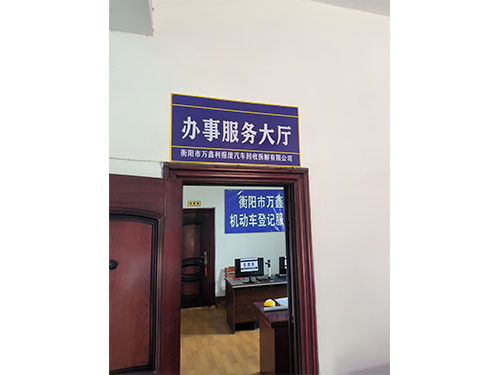 办事服务大厅
衡阳市万鑫利报废汽车回收拆解有限公司
衡阳市万鑫
机动车登记服